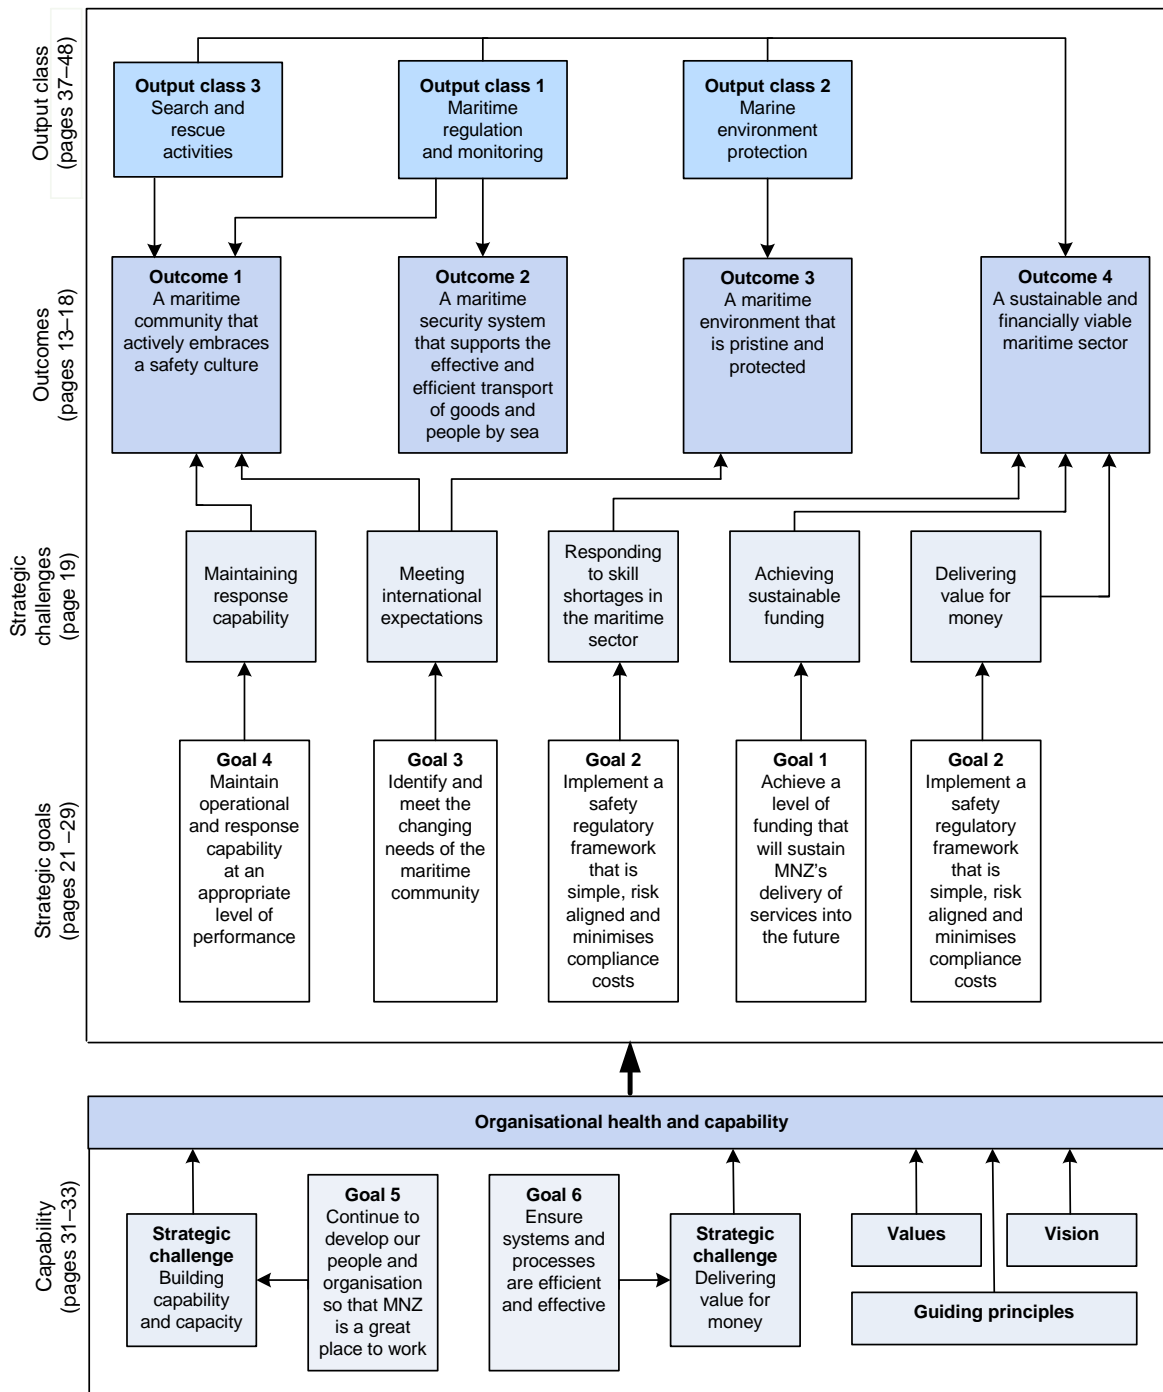 Output class
(pages 37–48)
Output class 3
Search and
rescue
activities
Output class 1
Maritime
regulation
and monitoring
Output class 2
Marine
environment
protection
Outcomes
(pages 13–18)
Outcome 1
A maritime
community that
actively embraces
a safety culture
Outcome 2
A maritime
security system
that supports the
effective and
efficient transport
of goods and
people by sea
Outcome 3
A maritime
environment that
is pristine and
protected
Outcome 4
A sustainable and
financially viable
maritime sector
Strategic
challenges
(page 19)
Maintaining
response
capability
Meeting
international
expectations
Responding
to skill
shortages in
the maritime
sector
Achieving
sustainable
funding
Delivering
value for
money
Strategic goals
(pages 21 –29)
Goal 4
Maintain
operational
and response
capability
at an
appropriate
level of
performance
Goal 3
Identify and
meet the
changing
needs of the
maritime
community
Goal 2
Implement a
safety
regulatory
framework
that is
simple, risk
aligned and
minimises
compliance
costs
Goal 1
Achieve a
level of
funding that
will sustain
MNZ’s
delivery of
services into
the future
Goal 2
Implement a
safety
regulatory
framework
that is
simple, risk
aligned and
minimises
compliance
costs
Organisational health and capability
Capability
(pages 31–33)
Strategic
challenge
Building
capability
and capacity
Goal 5
Continue to
develop our
people and
organisation
so that MNZ
is a great
place to work
Goal 6
Ensure
systems and
processes
are efficient
and effective
Strategic
challenge
Delivering
value for
money
Values
Vision
Guiding principles